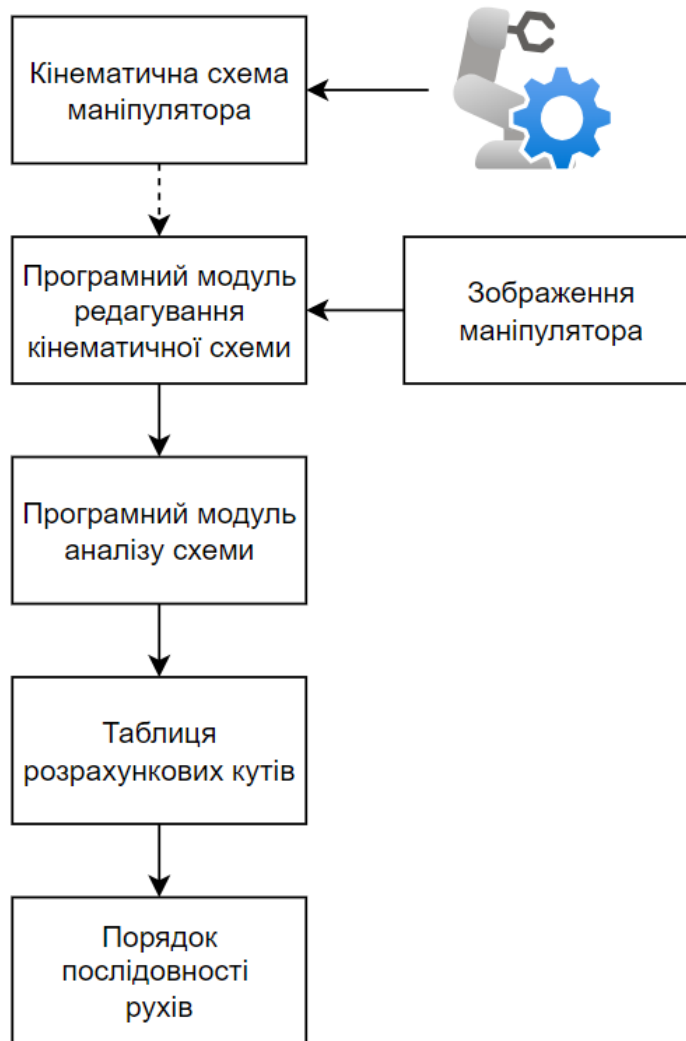 Кінематична схема
маніпулятора
Програмний модуль
редагування
кінематичної схеми
Зображення
маніпулятора
Програмний модуль
аналізу схеми
Таблиця
розрахункових кутів
Порядок
послідовності
рухів